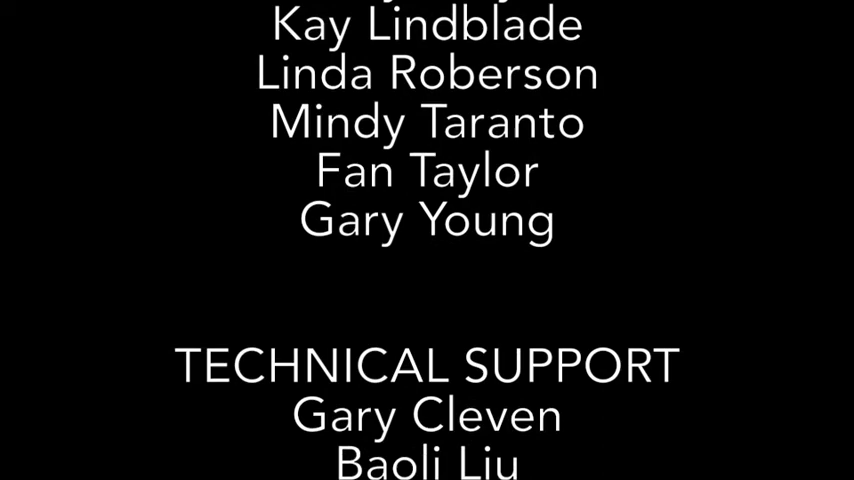 Kay Lindblade
Linda Roberson
Mindy Taranto
Fan Taylor
Gary Young
TECHNICAL SUPPORT
Gary Cleven
Baoli Liu